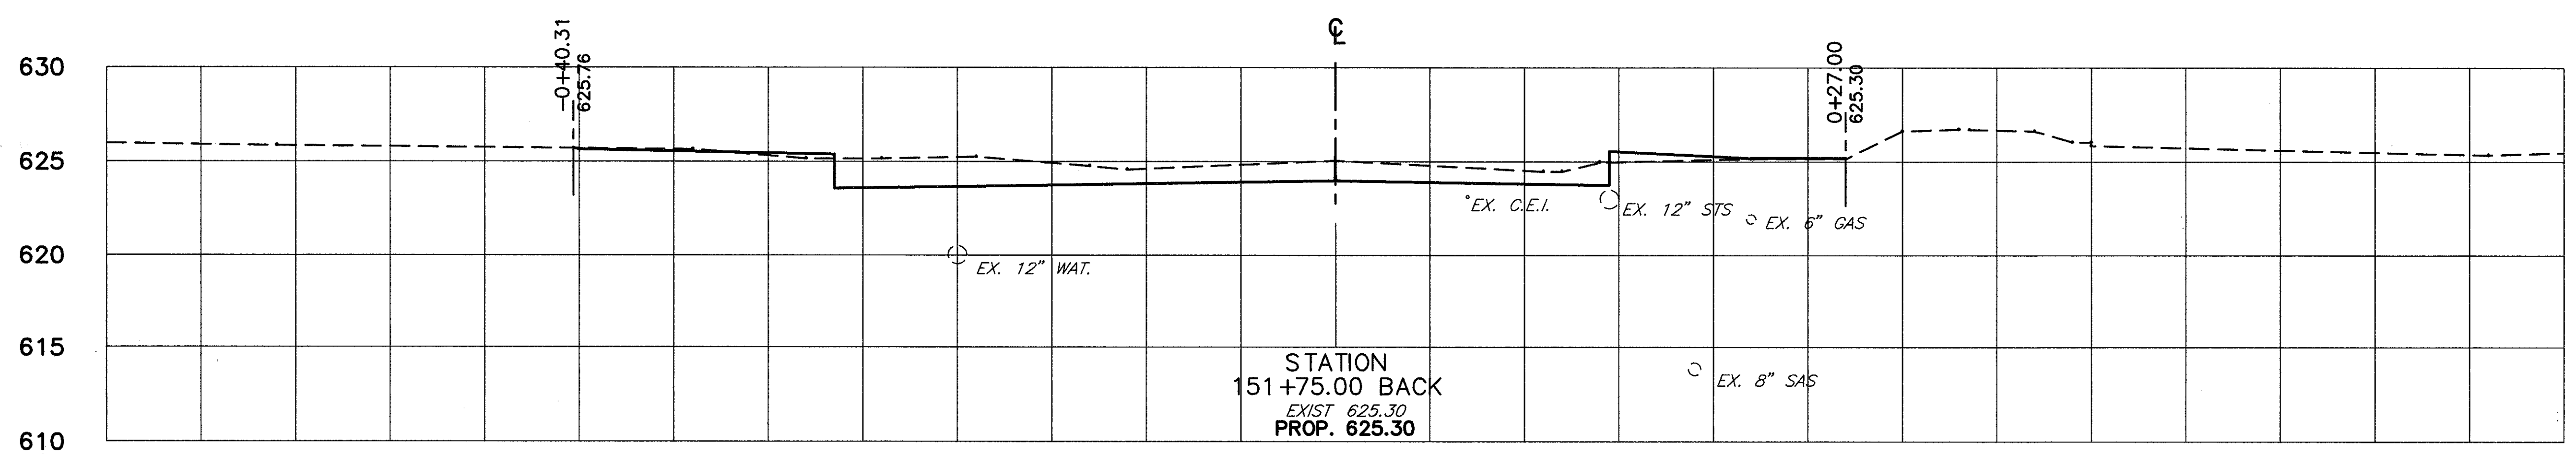 ℄
-0+40.31
625.76
0+27.00
625.30
630
625
620
615
610
EX. C.E.I.
EX. 12" STS
EX. 6" GAS
EX. 12" WAT.
EX. 8" SAS
STATION
151+75.00 BACK
EXIST 625.30
PROP. 625.30